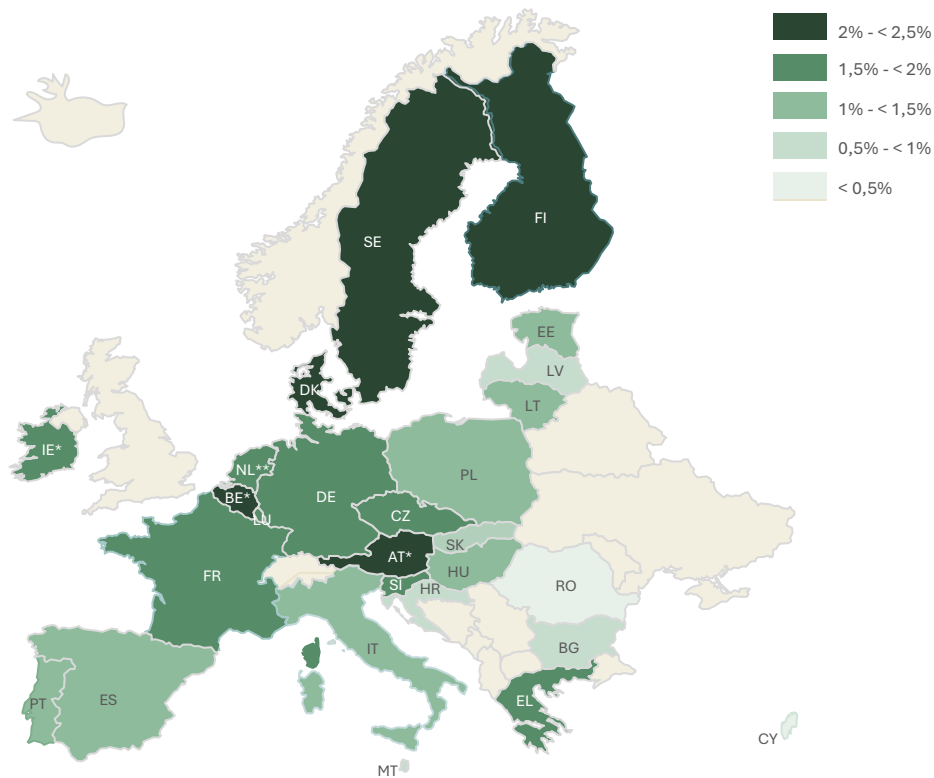 2% - < 2,5%
1,5% - < 2%
1% - < 1,5%
0,5% - < 1%
< 0,5%
FI
SE
EE
LV
DK
LT
IE*
NL**
PL
BE*
DE
CZ
LU
SK
AT*
HU
FR
SI
HR
RO
IT
BG
ES
PT
EL
CY
MT